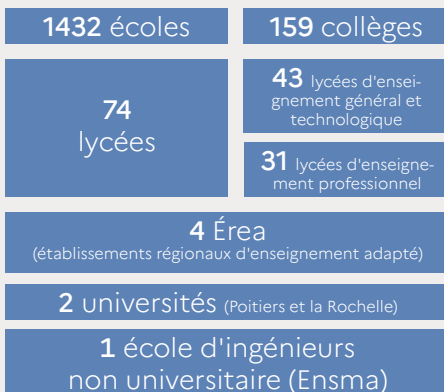 1432 écoles
159 collèges
74
lycées
43 lycées d'ensei-
gnement général et
technologique
31 lycées d'enseigne-
ment professionnel
4 Érea
(établissements régionaux d'enseignement adapté)
2 universités (Poitiers et la Rochelle)
1 école d'ingénieurs
non universitaire (Ensma)